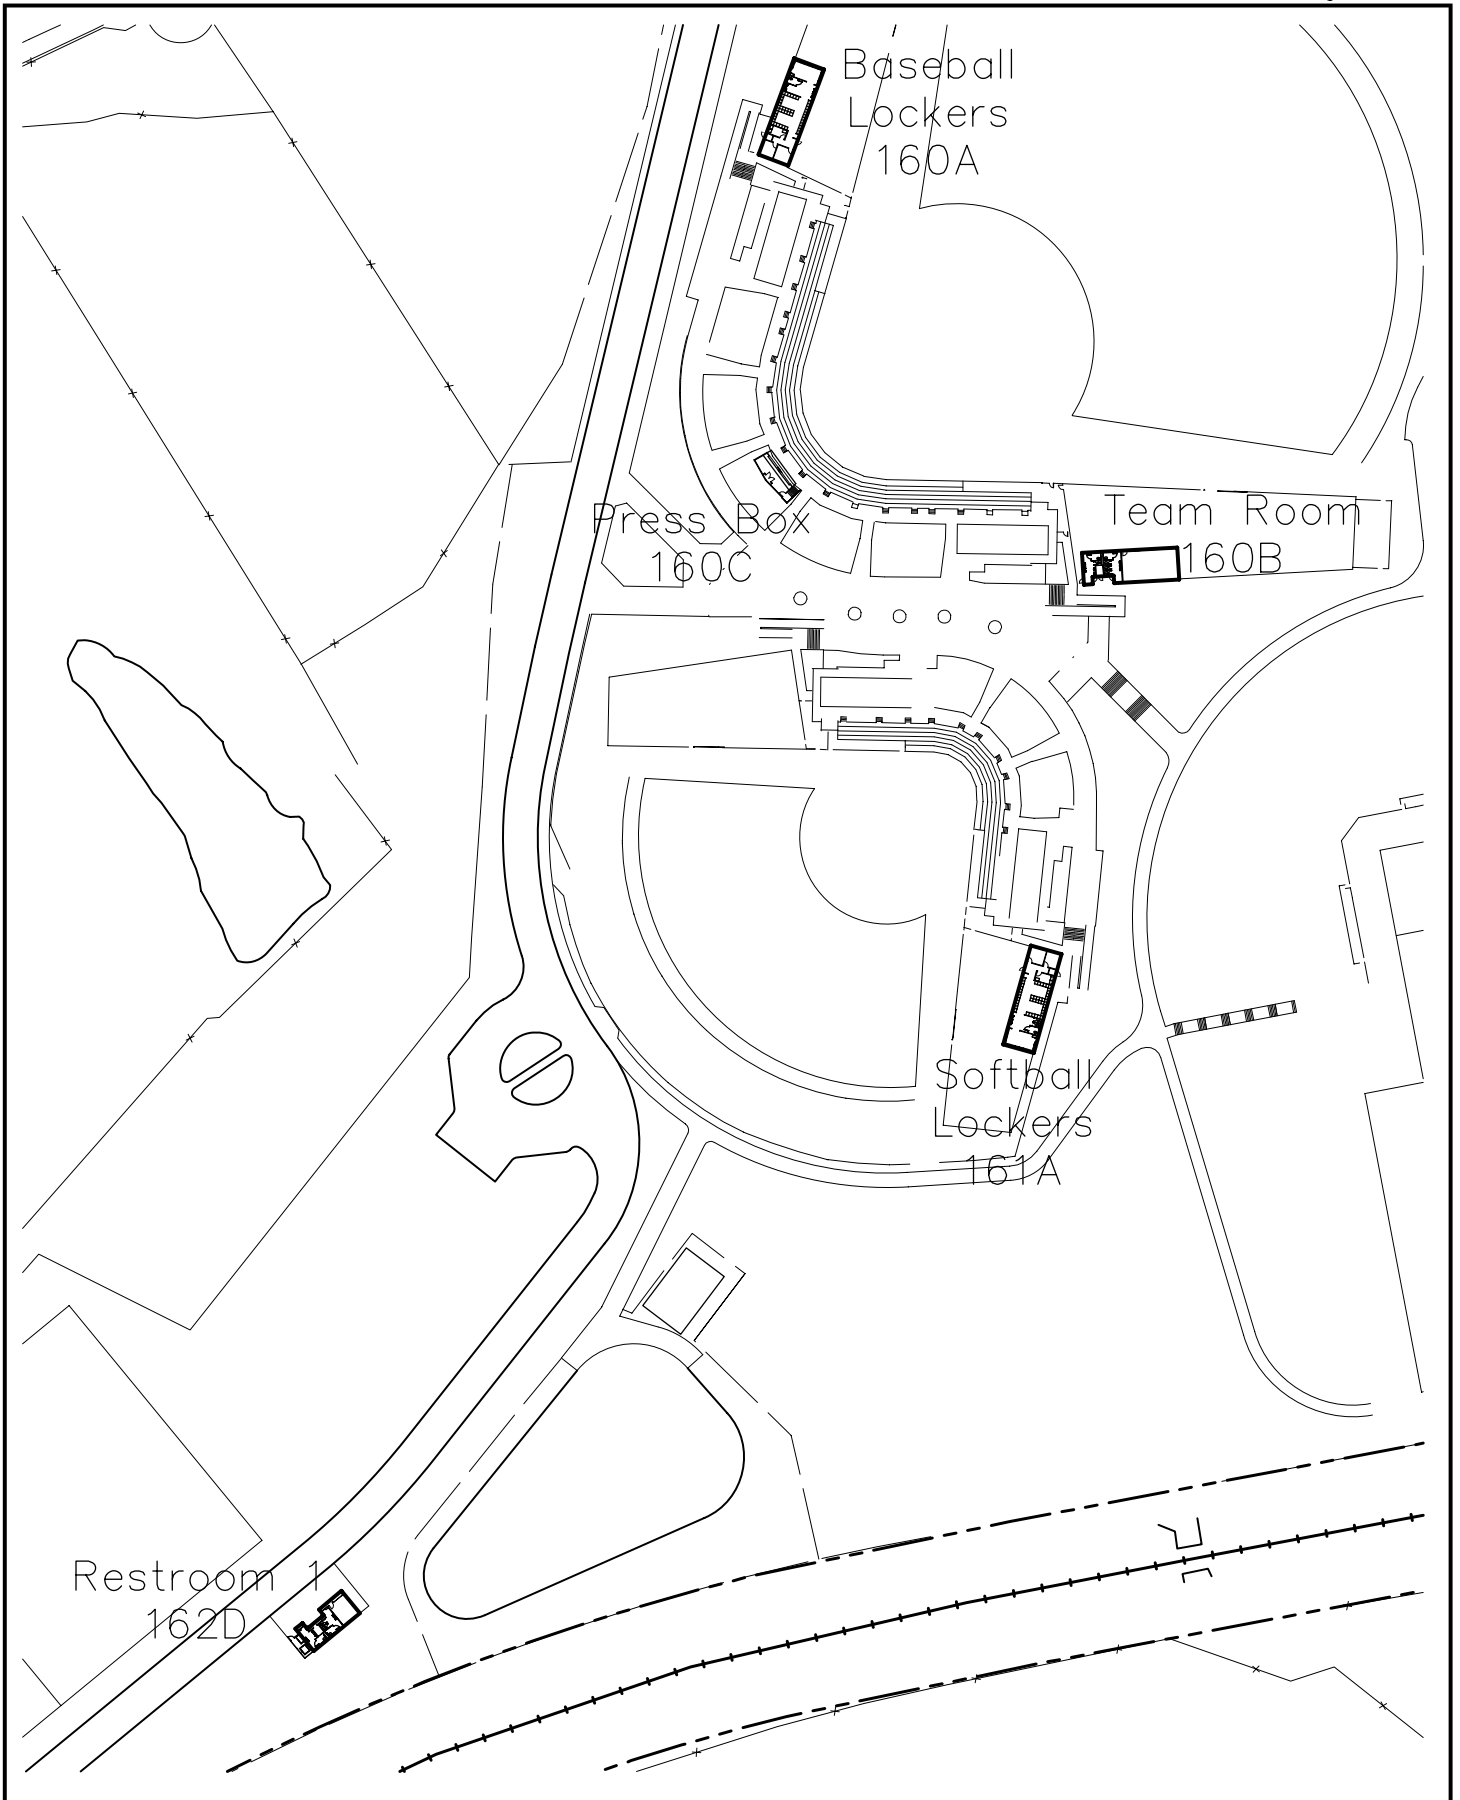 Baseball
Lockers
160A
Press Box
160C
Team Room
160B
Softball
Lockers
161A
Restroom 1
162D